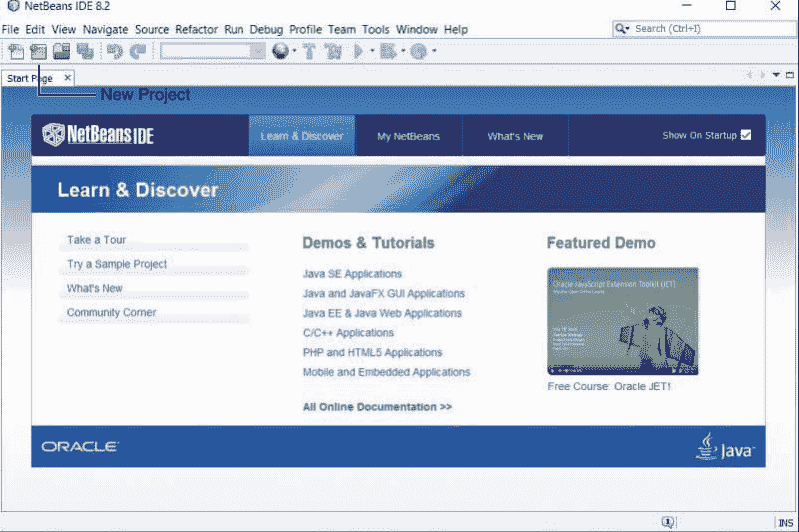 NetBeans IDE 8.2
File Edit View Navigate Source Refactor Run Debug Profile Team Tools Window Help
Search (Ctrl+I)
Start Page
New Project
NetBeans IDE
Learn & Discover
My NetBeans
What's New
Show On Startup
Learn & Discover
Take a Tour
Try a Sample Project
What's New
Community Corner
Demos & Tutorials
Java SE Applications
Java and JavaFX GUI Applications
Java EE & Java Web Applications
C/C++ Applications
PHP and HTML5 Applications
Mobile and Embedded Applications
All Online Documentation >>
Featured Demo
Oracle JavaScript Extension Toolkit (JET)
Free Course: Oracle JET!
ORACLE
Java
INS